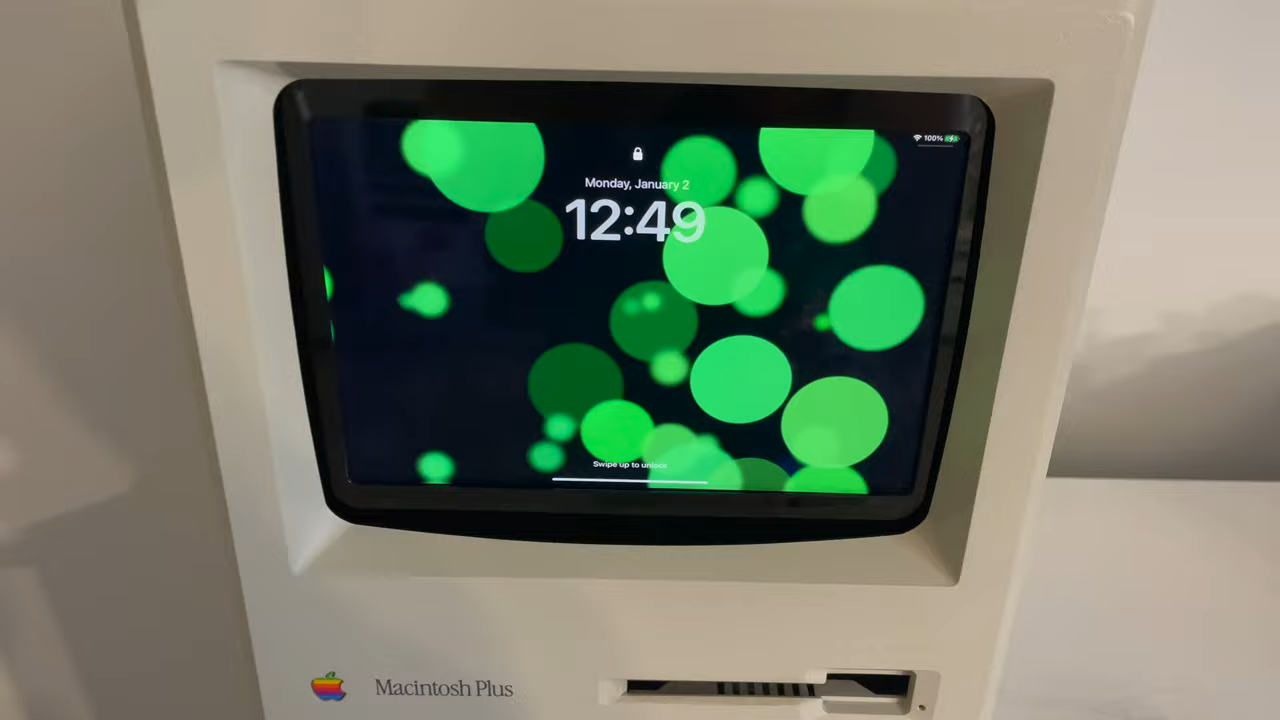 100%
Monday, January 2
12:49
Swipe up to unlock
Macintosh Plus